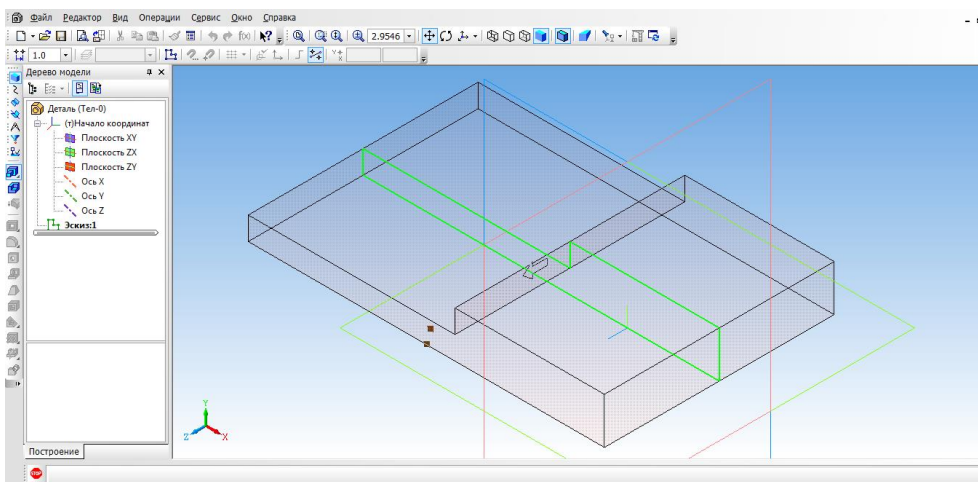 Файл Редактор Вид Операции Сервис Окно Справка
2.9546
1.0
Дерево модели
Деталь (Тел-0)
(т)Начало координат
Плоскость XY
Плоскость ZX
Плоскость ZY
Ось X
Ось Y
Ось Z
Эскиз:1
Y
Z X
Построение
STOP